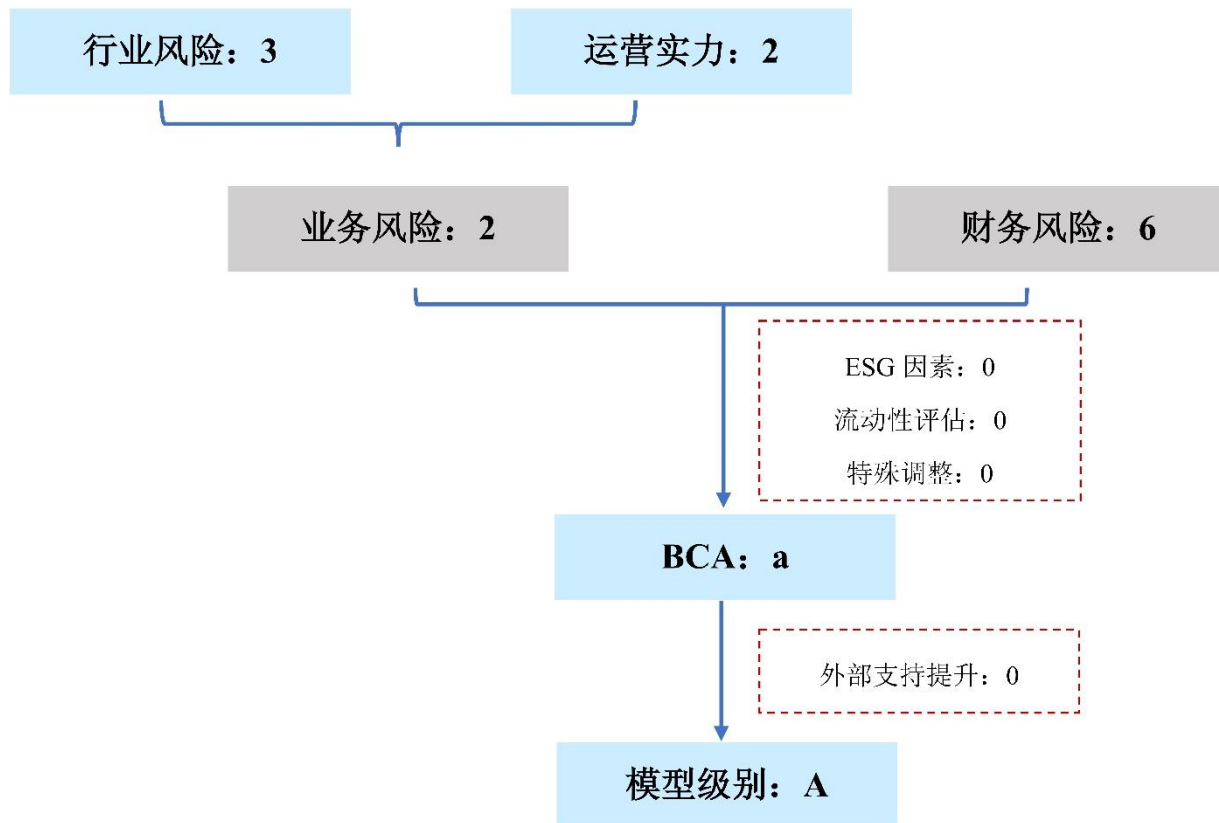 行业风险：3
运营实力：2
业务风险：2
财务风险：6
ESG 因素：0
流动性评估：0
特殊调整：0
BCA：a
外部支持提升：0
模型级别：A